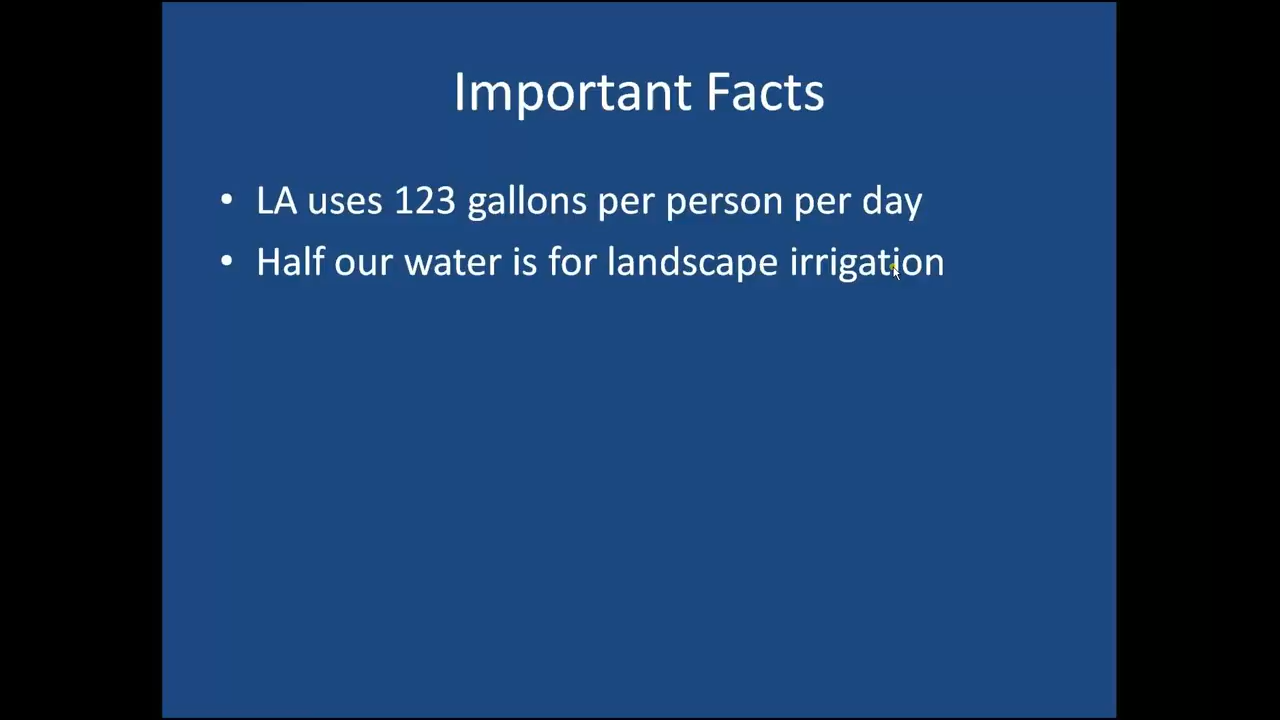 Important Facts
• LA uses 123 gallons per person per day
• Half our water is for landscape irrigation